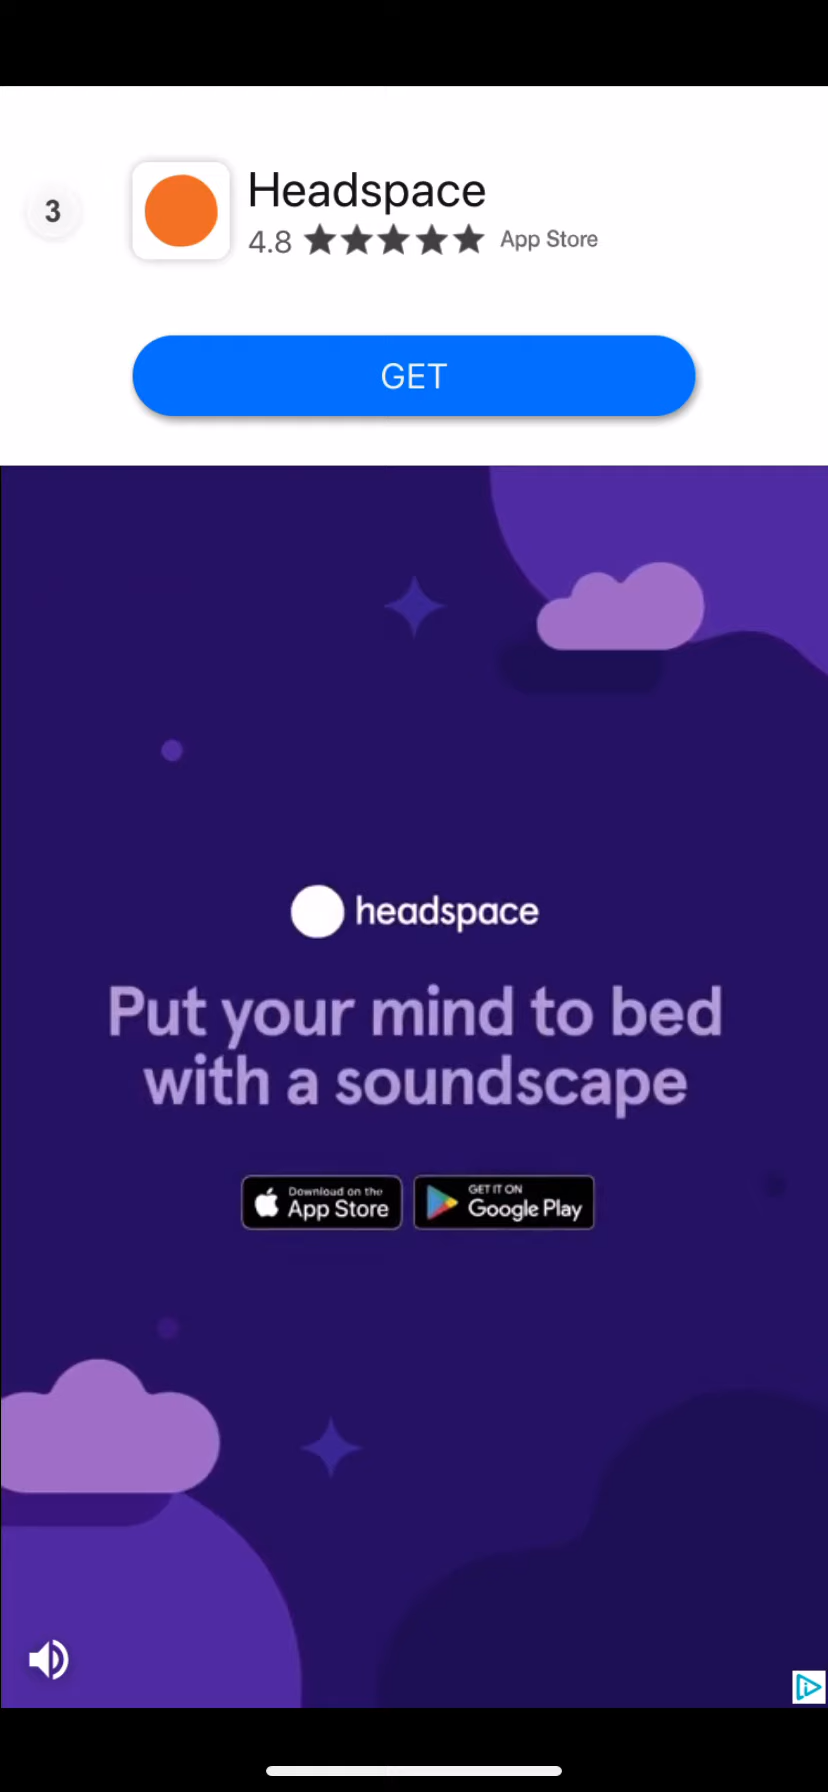 3
Headspace
4.8 ★★★★★ App Store
GET
headspace
Put your mind to bed
with a soundscape
Download on the
App Store
GET IT ON
Google Play